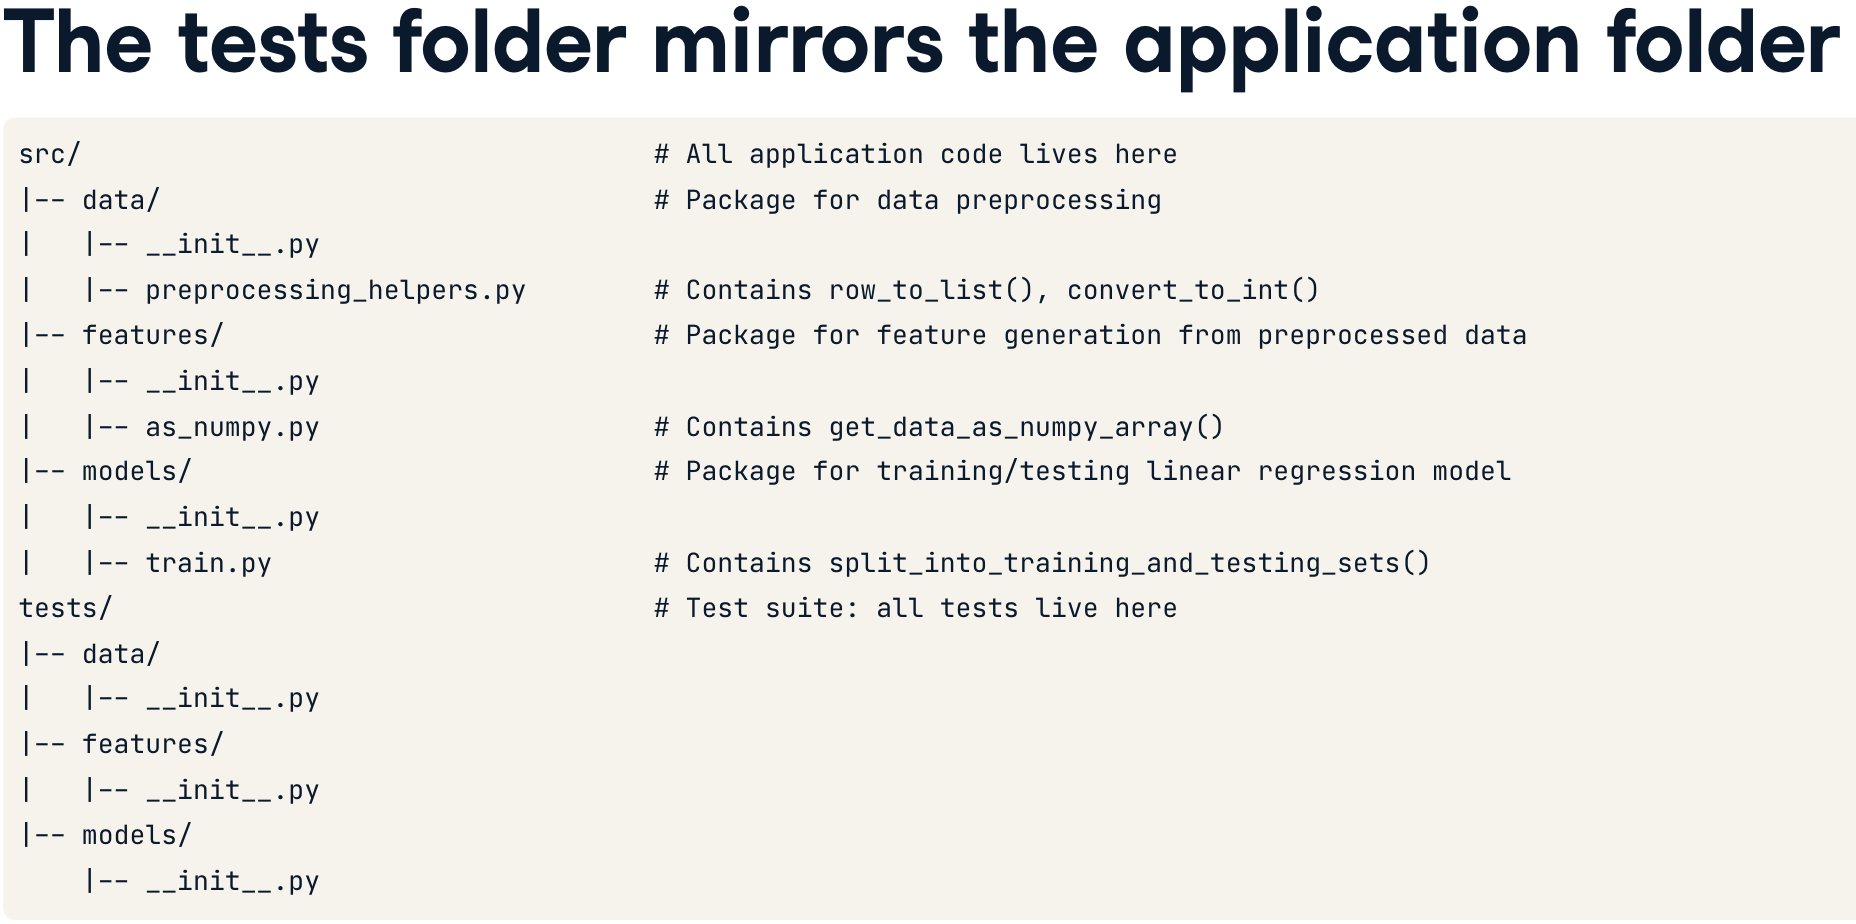 The tests folder mirrors the application folder
src/                                    # All application code lives here
|-- data/                               # Package for data preprocessing
|   |-- __init__.py
|   |-- preprocessing_helpers.py        # Contains row_to_list(), convert_to_int()
|-- features/                           # Package for feature generation from preprocessed data
|   |-- __init__.py
|   |-- as_numpy.py                     # Contains get_data_as_numpy_array()
|-- models/                             # Package for training/testing linear regression model
|   |-- __init__.py
|   |-- train.py                        # Contains split_into_training_and_testing_sets()
tests/                                  # Test suite: all tests live here
|-- data/
|   |-- __init__.py
|-- features/
|   |-- __init__.py
|-- models/
    |-- __init__.py